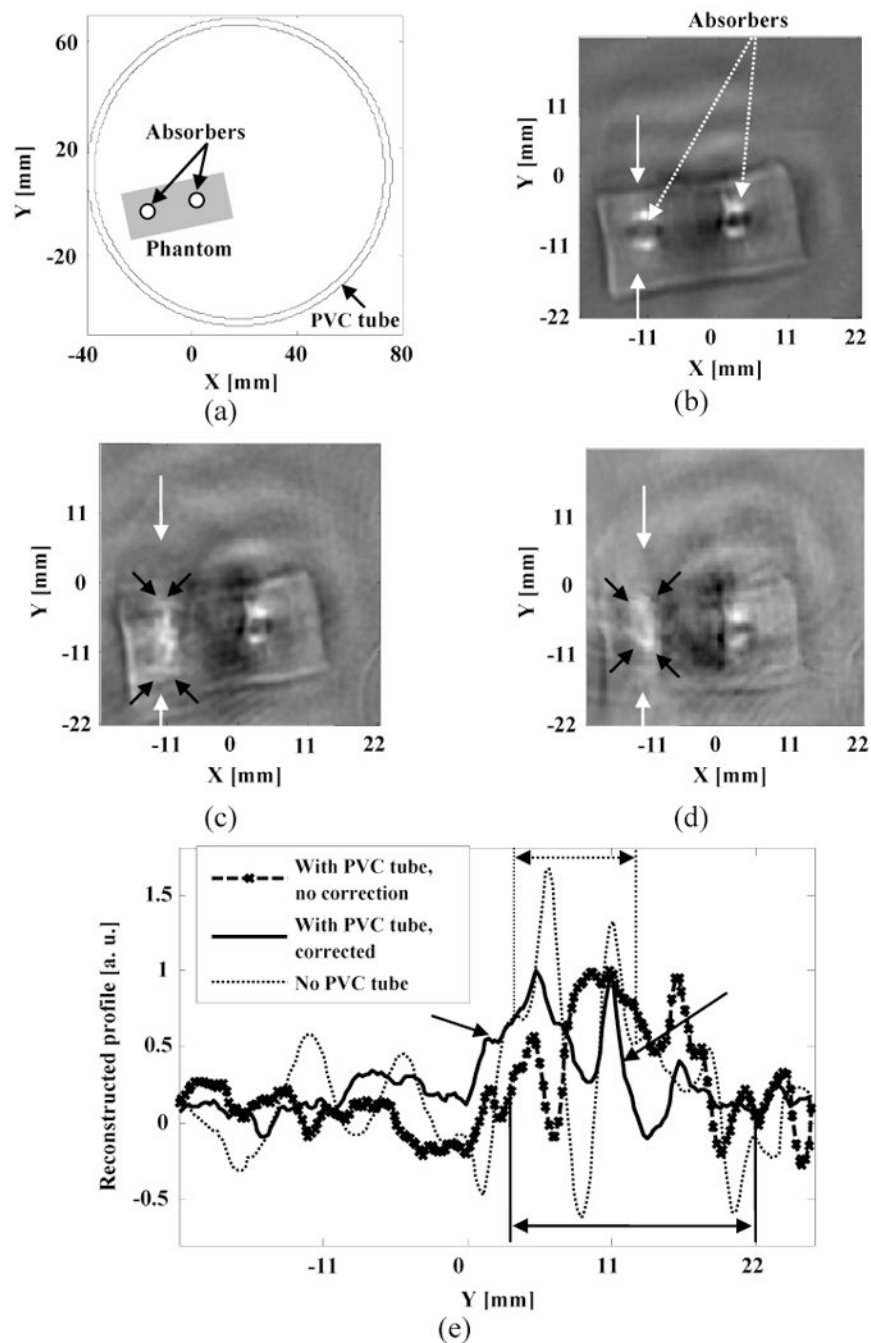 60
20
-20
Y [mm]
Absorbers
Phantom
PVC tube
-40 0 40 80
X [mm]
(a)
Absorbers
11
0
-11
-22
Y [mm]
-11 0 11 22
X [mm]
(b)
11
0
-11
-22
Y [mm]
-11 0 11 22
X [mm]
(c)
11
0
-11
-22
Y [mm]
-11 0 11 22
X [mm]
(d)
With PVC tube,
no correction
With PVC tube,
corrected
No PVC tube
1.5
1
0.5
0
-0.5
Reconstructed profile [a. u.]
-11 0 11 22
Y [mm]
(e)